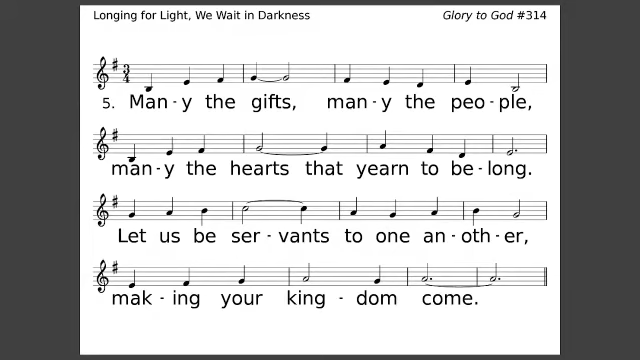 Longing for Light, We Wait in Darkness
Glory to God #314
5. Man - y the gifts, man - y the peo - ple,
man - y the hearts that yearn to be - long.
Let us be ser - vants to one an - oth - er,
mak - ing your king - dom come.